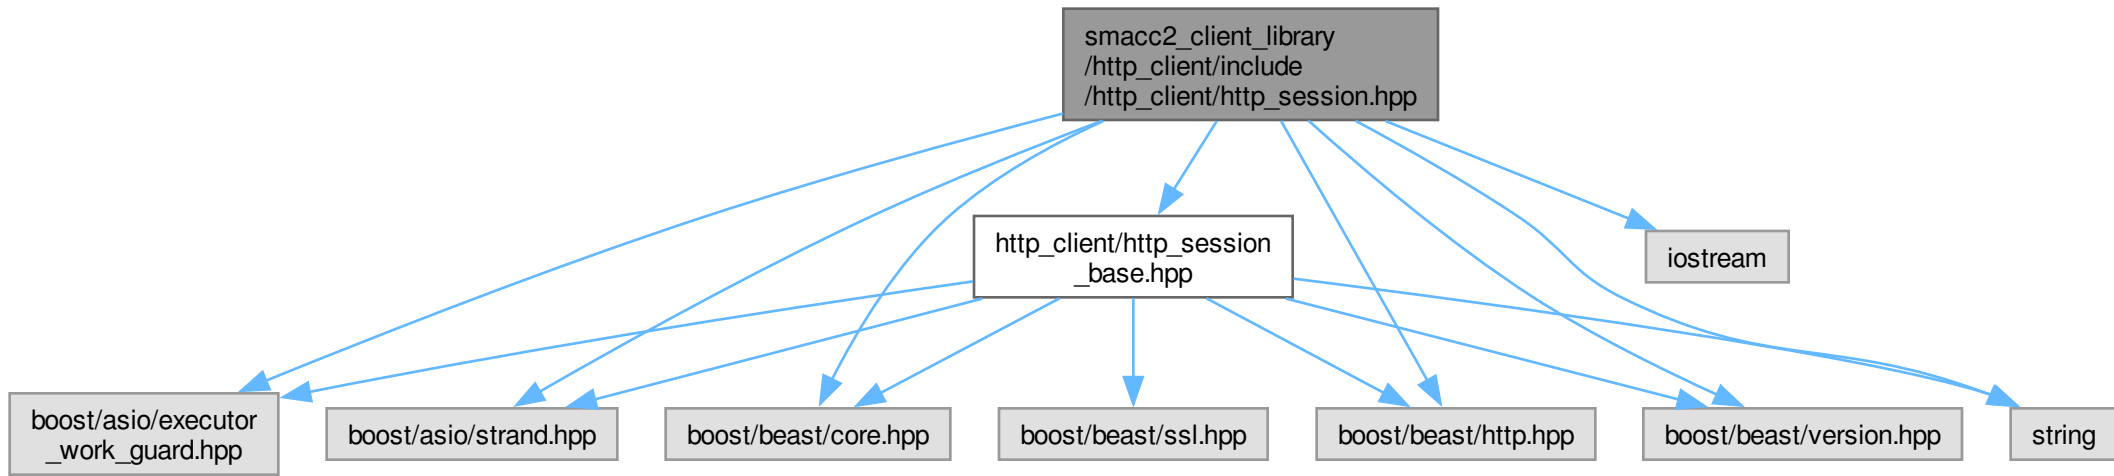 smacc2_client_library
/http_client/include
/http_client/http_session.hpp
http_client/http_session
_base.hpp
iostream
boost/asio/executor
_work_guard.hpp
boost/asio/strand.hpp
boost/beast/core.hpp
boost/beast/ssl.hpp
boost/beast/http.hpp
boost/beast/version.hpp
string